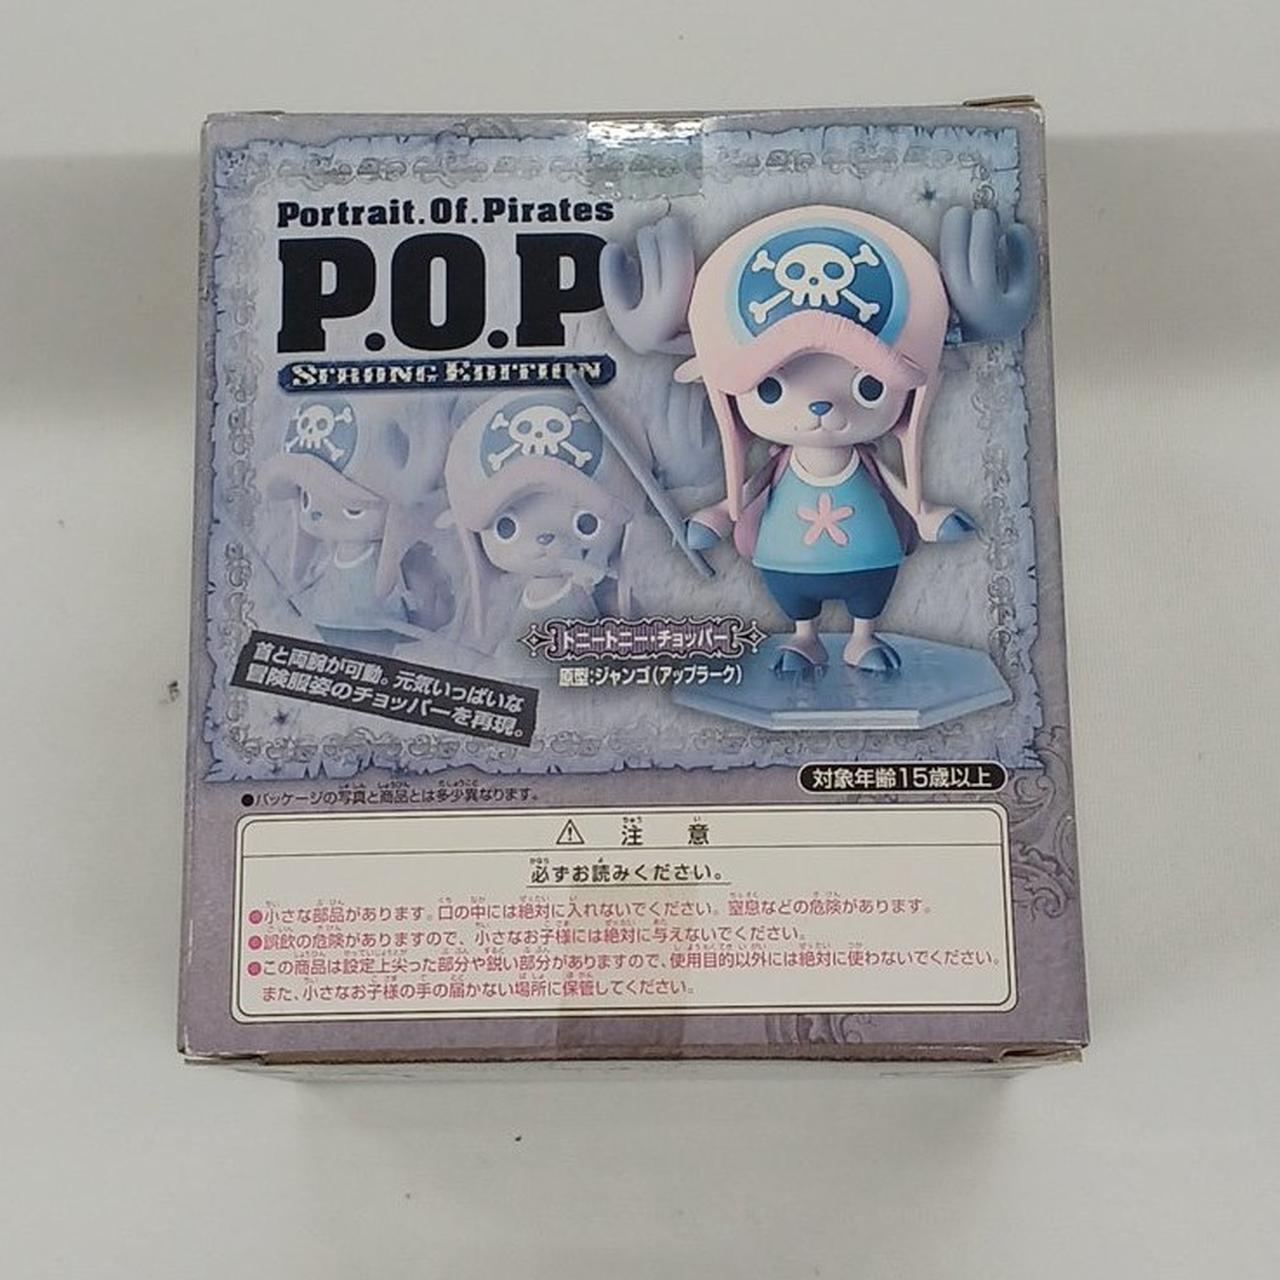 Portrait.Of.Pirates
P.O.P
STRONG EDITION
トニートニー・チョッパー
原型:ジャンゴ(アップラーク)
首と両腕が可動。元気いっぱいな
冒険服姿のチョッパーを再現。
対象年齢15歳以上
●パッケージの写真と商品とは多少異なります。
⚠ 注 意
必ずお読みください。
●小さな部品があります。口の中には絶対に入れないでください。窒息などの危険があります。
●誤飲の危険がありますので、小さなお子様には絶対に与えないでください。
●この商品は設定上尖った部分や鋭い部分がありますので、使用目的以外には絶対に使わないでください。
また、小さなお子様の手の届かない場所に保管してください。